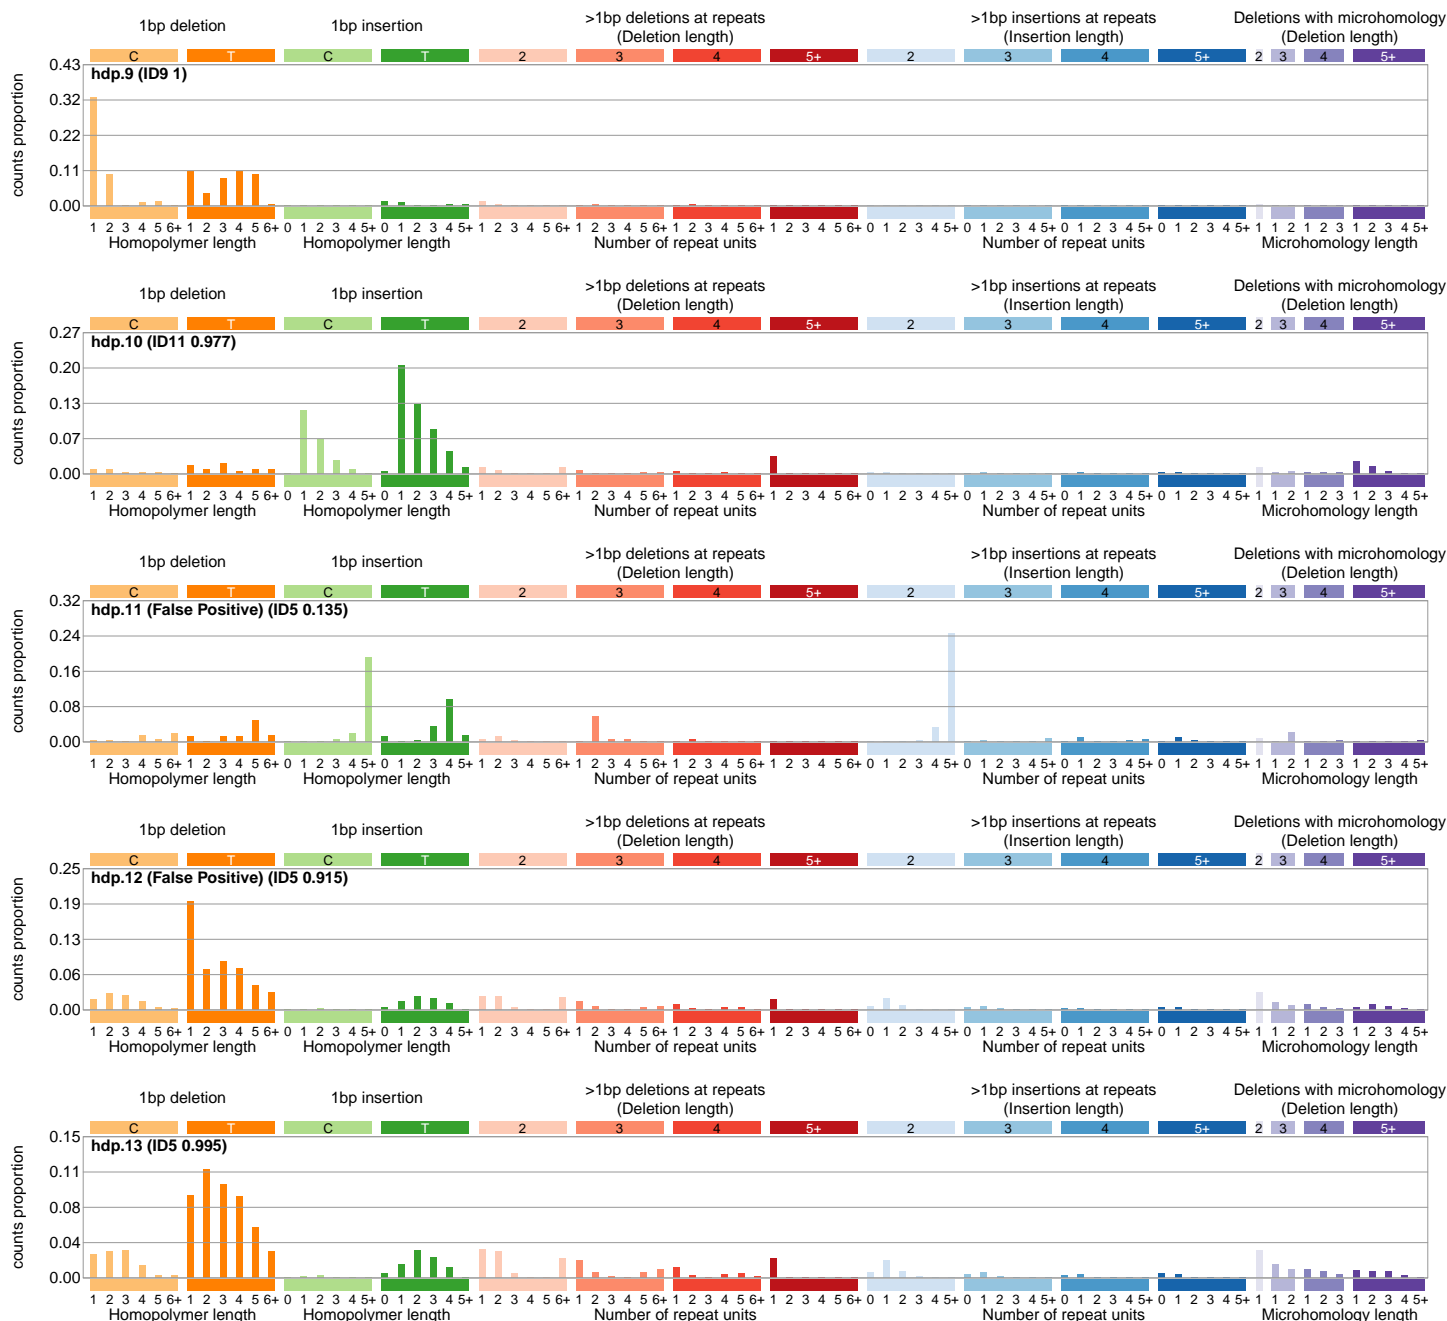 1bp deletion 1bp insertion >1bp deletions at repeats (Deletion length) >1bp insertions at repeats (Insertion length) Deletions with microhomology (Deletion length)
C T C T 2 3 4 5+ 2 3 4 5+ 2 3 4 5+
hdp.9 (ID9 1)
counts proportion
0.43
0.32
0.22
0.11
0.00
1 2 3 4 5 6+ 1 2 3 4 5 6+ 0 1 2 3 4 5+ 0 1 2 3 4 5+ 1 2 3 4 5 6+ 1 2 3 4 5 6+ 1 2 3 4 5 6+ 1 2 3 4 5 6+ 0 1 2 3 4 5+ 0 1 2 3 4 5+ 0 1 2 3 4 5+ 0 1 2 3 4 5+ 1 1 2 1 2 3 1 2 3 4 5+
Homopolymer length Homopolymer length Number of repeat units Number of repeat units Microhomology length
1bp deletion 1bp insertion >1bp deletions at repeats (Deletion length) >1bp insertions at repeats (Insertion length) Deletions with microhomology (Deletion length)
C T C T 2 3 4 5+ 2 3 4 5+ 2 3 4 5+
hdp.10 (ID11 0.977)
counts proportion
0.27
0.20
0.13
0.07
0.00
1 2 3 4 5 6+ 1 2 3 4 5 6+ 0 1 2 3 4 5+ 0 1 2 3 4 5+ 1 2 3 4 5 6+ 1 2 3 4 5 6+ 1 2 3 4 5 6+ 1 2 3 4 5 6+ 0 1 2 3 4 5+ 0 1 2 3 4 5+ 0 1 2 3 4 5+ 0 1 2 3 4 5+ 1 1 2 1 2 3 1 2 3 4 5+
Homopolymer length Homopolymer length Number of repeat units Number of repeat units Microhomology length
1bp deletion 1bp insertion >1bp deletions at repeats (Deletion length) >1bp insertions at repeats (Insertion length) Deletions with microhomology (Deletion length)
C T C T 2 3 4 5+ 2 3 4 5+ 2 3 4 5+
hdp.11 (False Positive) (ID5 0.135)
counts proportion
0.32
0.24
0.16
0.08
0.00
1 2 3 4 5 6+ 1 2 3 4 5 6+ 0 1 2 3 4 5+ 0 1 2 3 4 5+ 1 2 3 4 5 6+ 1 2 3 4 5 6+ 1 2 3 4 5 6+ 1 2 3 4 5 6+ 0 1 2 3 4 5+ 0 1 2 3 4 5+ 0 1 2 3 4 5+ 0 1 2 3 4 5+ 1 1 2 1 2 3 1 2 3 4 5+
Homopolymer length Homopolymer length Number of repeat units Number of repeat units Microhomology length
1bp deletion 1bp insertion >1bp deletions at repeats (Deletion length) >1bp insertions at repeats (Insertion length) Deletions with microhomology (Deletion length)
C T C T 2 3 4 5+ 2 3 4 5+ 2 3 4 5+
hdp.12 (False Positive) (ID5 0.915)
counts proportion
0.25
0.19
0.13
0.06
0.00
1 2 3 4 5 6+ 1 2 3 4 5 6+ 0 1 2 3 4 5+ 0 1 2 3 4 5+ 1 2 3 4 5 6+ 1 2 3 4 5 6+ 1 2 3 4 5 6+ 1 2 3 4 5 6+ 0 1 2 3 4 5+ 0 1 2 3 4 5+ 0 1 2 3 4 5+ 0 1 2 3 4 5+ 1 1 2 1 2 3 1 2 3 4 5+
Homopolymer length Homopolymer length Number of repeat units Number of repeat units Microhomology length
1bp deletion 1bp insertion >1bp deletions at repeats (Deletion length) >1bp insertions at repeats (Insertion length) Deletions with microhomology (Deletion length)
C T C T 2 3 4 5+ 2 3 4 5+ 2 3 4 5+
hdp.13 (ID5 0.995)
counts proportion
0.15
0.11
0.08
0.04
0.00
1 2 3 4 5 6+ 1 2 3 4 5 6+ 0 1 2 3 4 5+ 0 1 2 3 4 5+ 1 2 3 4 5 6+ 1 2 3 4 5 6+ 1 2 3 4 5 6+ 1 2 3 4 5 6+ 0 1 2 3 4 5+ 0 1 2 3 4 5+ 0 1 2 3 4 5+ 0 1 2 3 4 5+ 1 1 2 1 2 3 1 2 3 4 5+
Homopolymer length Homopolymer length Number of repeat units Number of repeat units Microhomology length